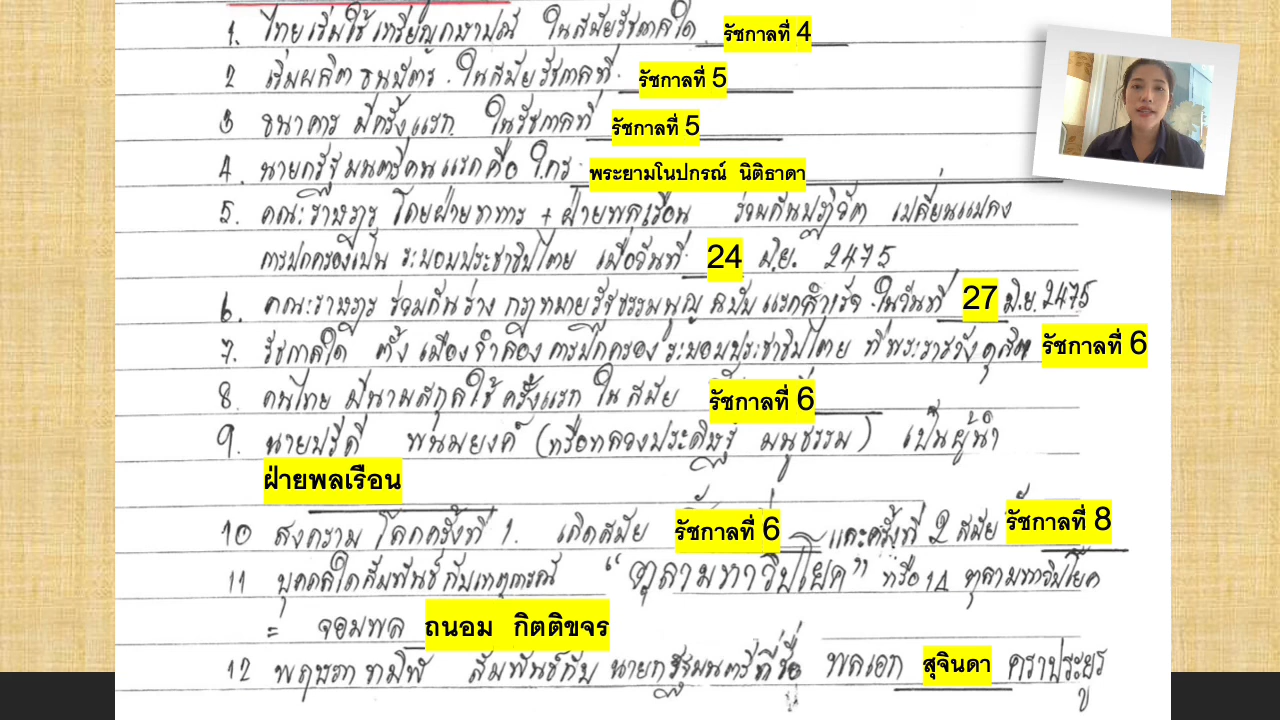 1. ไทยเริ่มใช้เหรียญกษาปณ์ ในสมัยรัชกาลใด รัชกาลที่ 4
2 เริ่มผลิตธนบัตร ในสมัยรัชกาลที่ รัชกาลที่ 5
3 ธนาคาร มีครั้งแรก ในรัชกาลที่ รัชกาลที่ 5
4. นายกรัฐมนตรีคนแรกคือใคร พระยามโนปกรณ์ นิติธาดา
5. คณะราษฎร โดยฝ่ายทหาร + ฝ่ายพลเรือน ร่วมกันปฏิวัติ เปลี่ยนแปลง
การปกครองเป็น ระบอบประชาธิปไตย เมื่อวันที่ 24 มิ.ย. 2475
6. คณะราษฎร ร่วมกันร่าง กฎหมายรัฐธรรมนูญ ฉบับแรกสำเร็จ ในวันที่ 27 มิ.ย. 2475
7. รัชกาลใด ตั้งเมืองจำลองการปกครองระบอบประชาธิปไตย ที่พระราชวังดุสิต รัชกาลที่ 6
8. คนไทย มีนามสกุลใช้ครั้งแรก ในสมัย รัชกาลที่ 6
9. นายปรีดี พนมยงค์ (หรือหลวงประดิษฐ์ มนูธรรม) เป็นผู้นำ
ฝ่ายพลเรือน
10 สงครามโลกครั้งที่ 1. เกิดสมัย รัชกาลที่ 6 และครั้งที่ 2 สมัย รัชกาลที่ 8
11 บุคคลใดสัมพันธ์กับเหตุการณ์ "ตุลามหาวิปโยค" หรือ 14 ตุลามหาวิปโยค
= จอมพล ถนอม กิตติขจร
12 พฤษภาทมิฬ สัมพันธ์กับ นายกรัฐมนตรีที่ชื่อ พลเอก สุจินดา คราประยูร